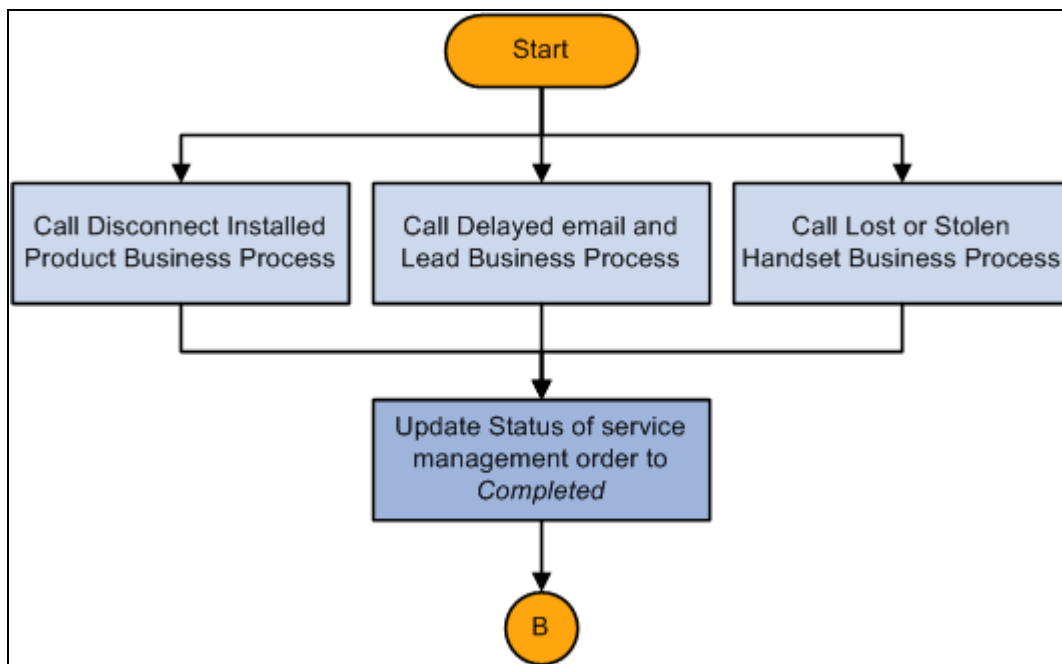 Start
Call Disconnect Installed
Product Business Process
Call Delayed email and
Lead Business Process
Call Lost or Stolen
Handset Business Process
Update Status of service
management order to
Completed
B